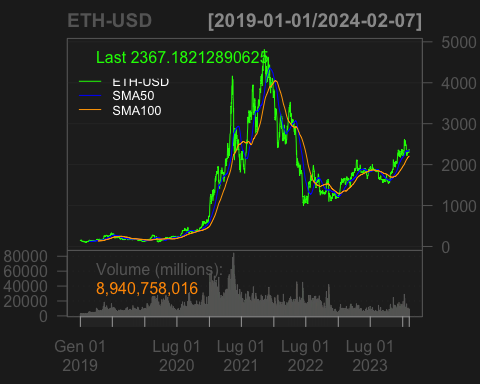 ETH-USD [2019-01-01/2024-02-07]
Last 2367.18212890625
ETH-USD
SMA50
SMA100
5000
4000
3000
2000
1000
0
Volume (millions):
8,940,758,016
80000
60000
40000
20000
0
Gen 01 2019
Lug 01 2020
Lug 01 2021
Lug 01 2022
Lug 01 2023